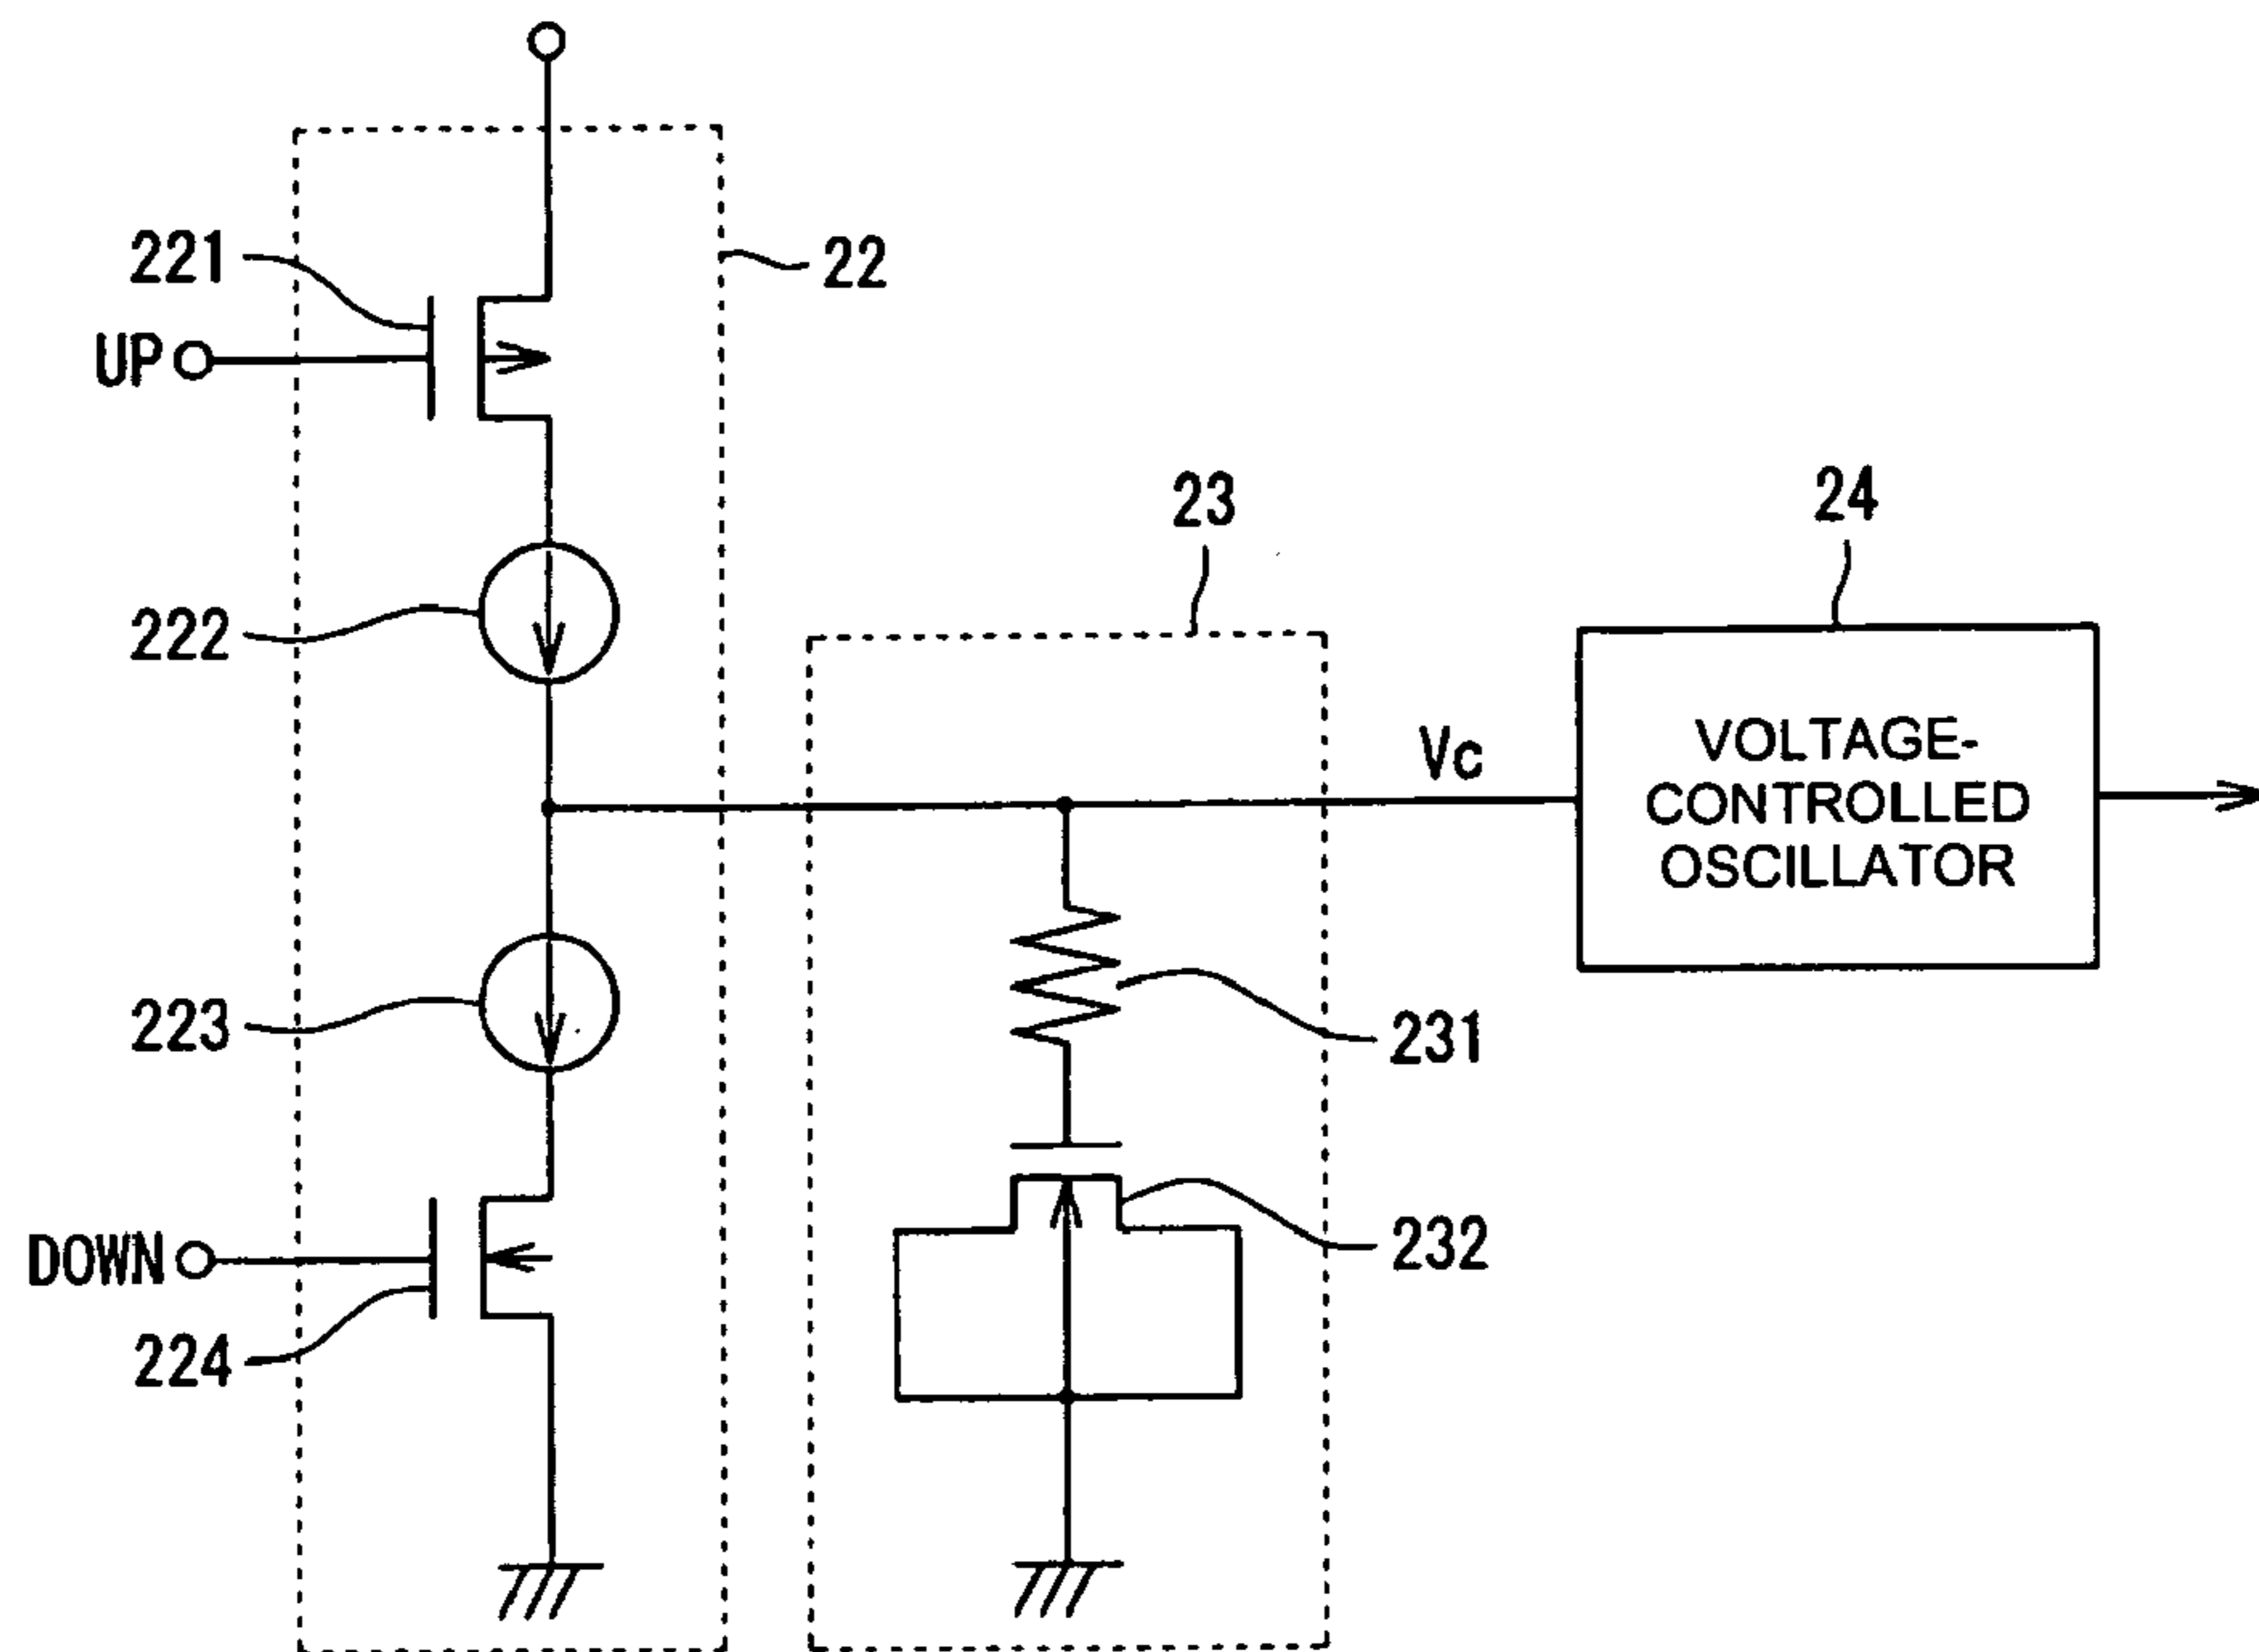 221
22
UP
222
23
24
Vc
VOLTAGE-
CONTROLLED
OSCILLATOR
223
231
DOWN
232
224